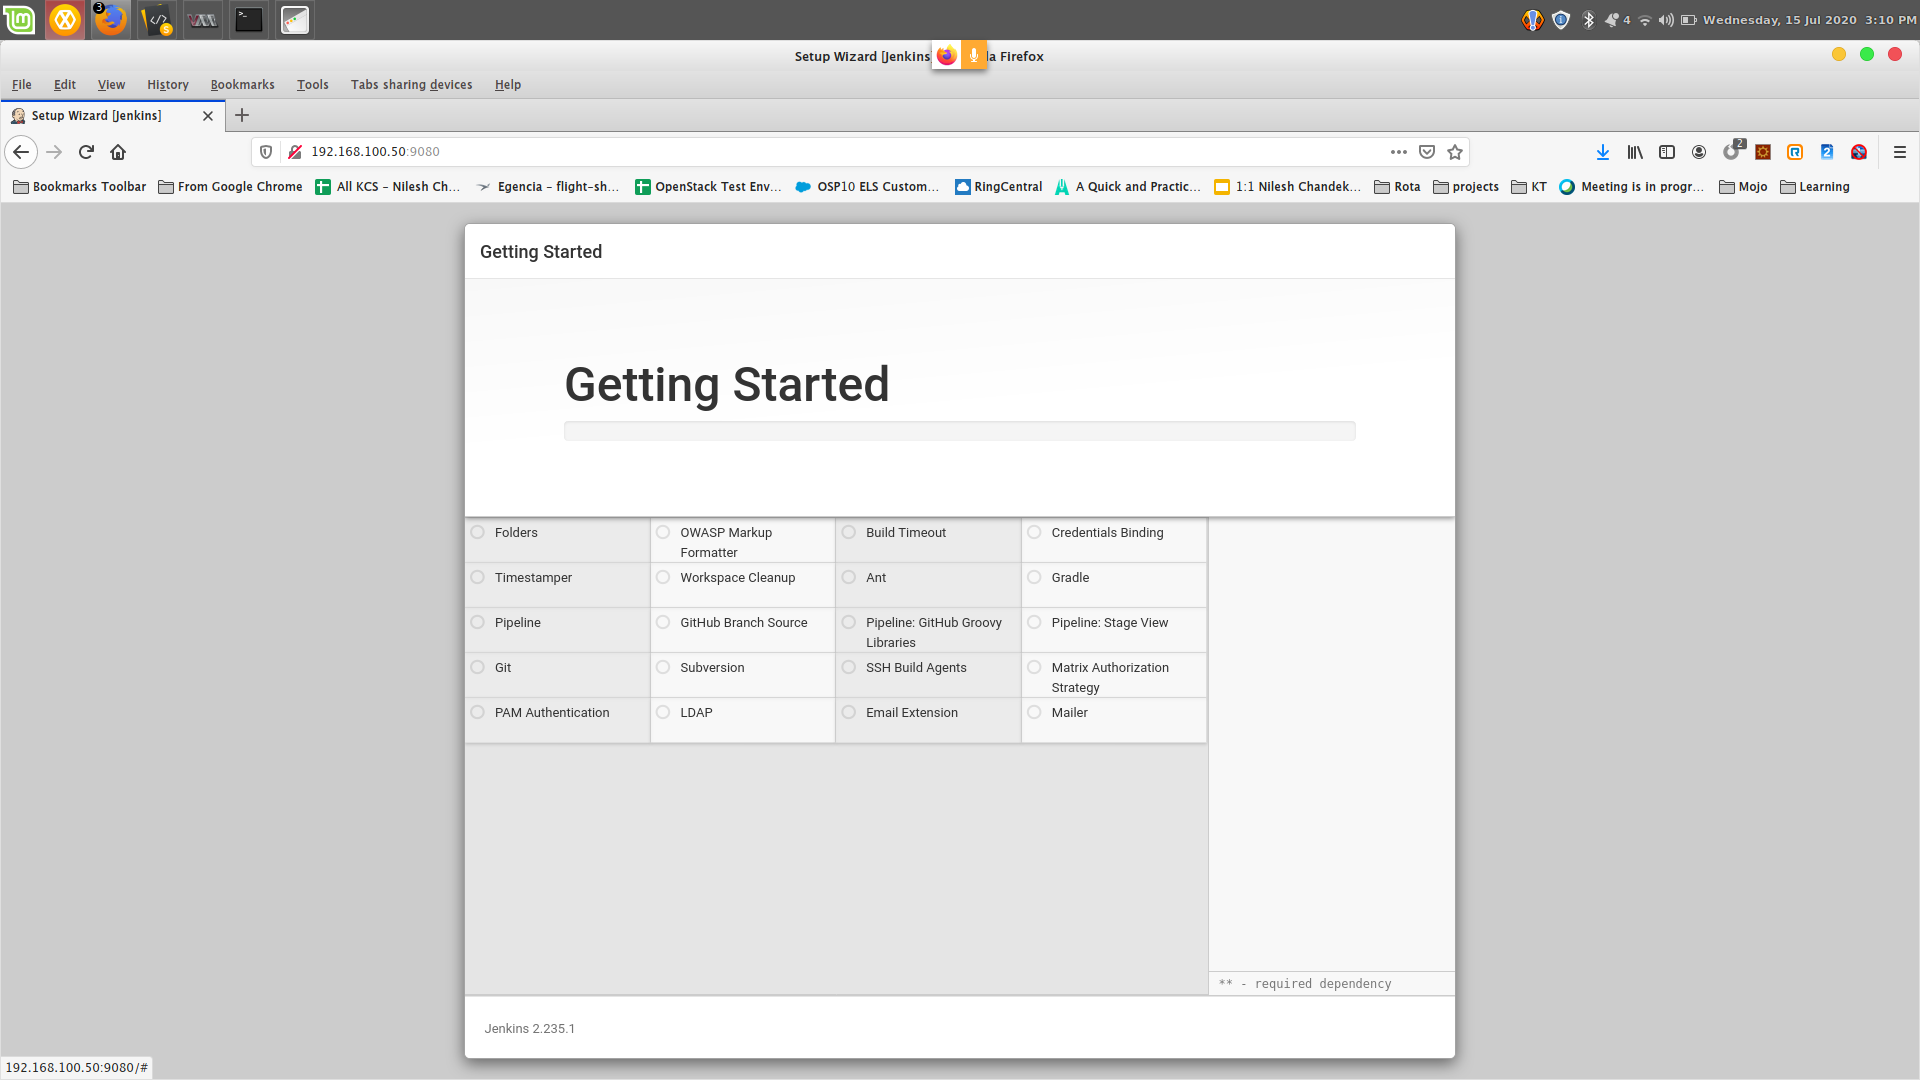 3
4 Wednesday, 15 Jul 2020 3:10 PM
Setup Wizard [Jenkins] a Firefox
File Edit View History Bookmarks Tools Tabs sharing devices Help
Setup Wizard [Jenkins]
192.168.100.50:9080
2
2
Bookmarks Toolbar From Google Chrome All KCS – Nilesh Ch... Egencia – flight-sh... OpenStack Test Env... OSP10 ELS Custom... RingCentral A Quick and Practic... 1:1 Nilesh Chandek... Rota projects KT Meeting is in progr... Mojo Learning
Getting Started
Getting Started
Folders
OWASP Markup
Formatter
Build Timeout
Credentials Binding
Timestamper
Workspace Cleanup
Ant
Gradle
Pipeline
GitHub Branch Source
Pipeline: GitHub Groovy
Libraries
Pipeline: Stage View
Git
Subversion
SSH Build Agents
Matrix Authorization
Strategy
PAM Authentication
LDAP
Email Extension
Mailer
** - required dependency
Jenkins 2.235.1
192.168.100.50:9080/#